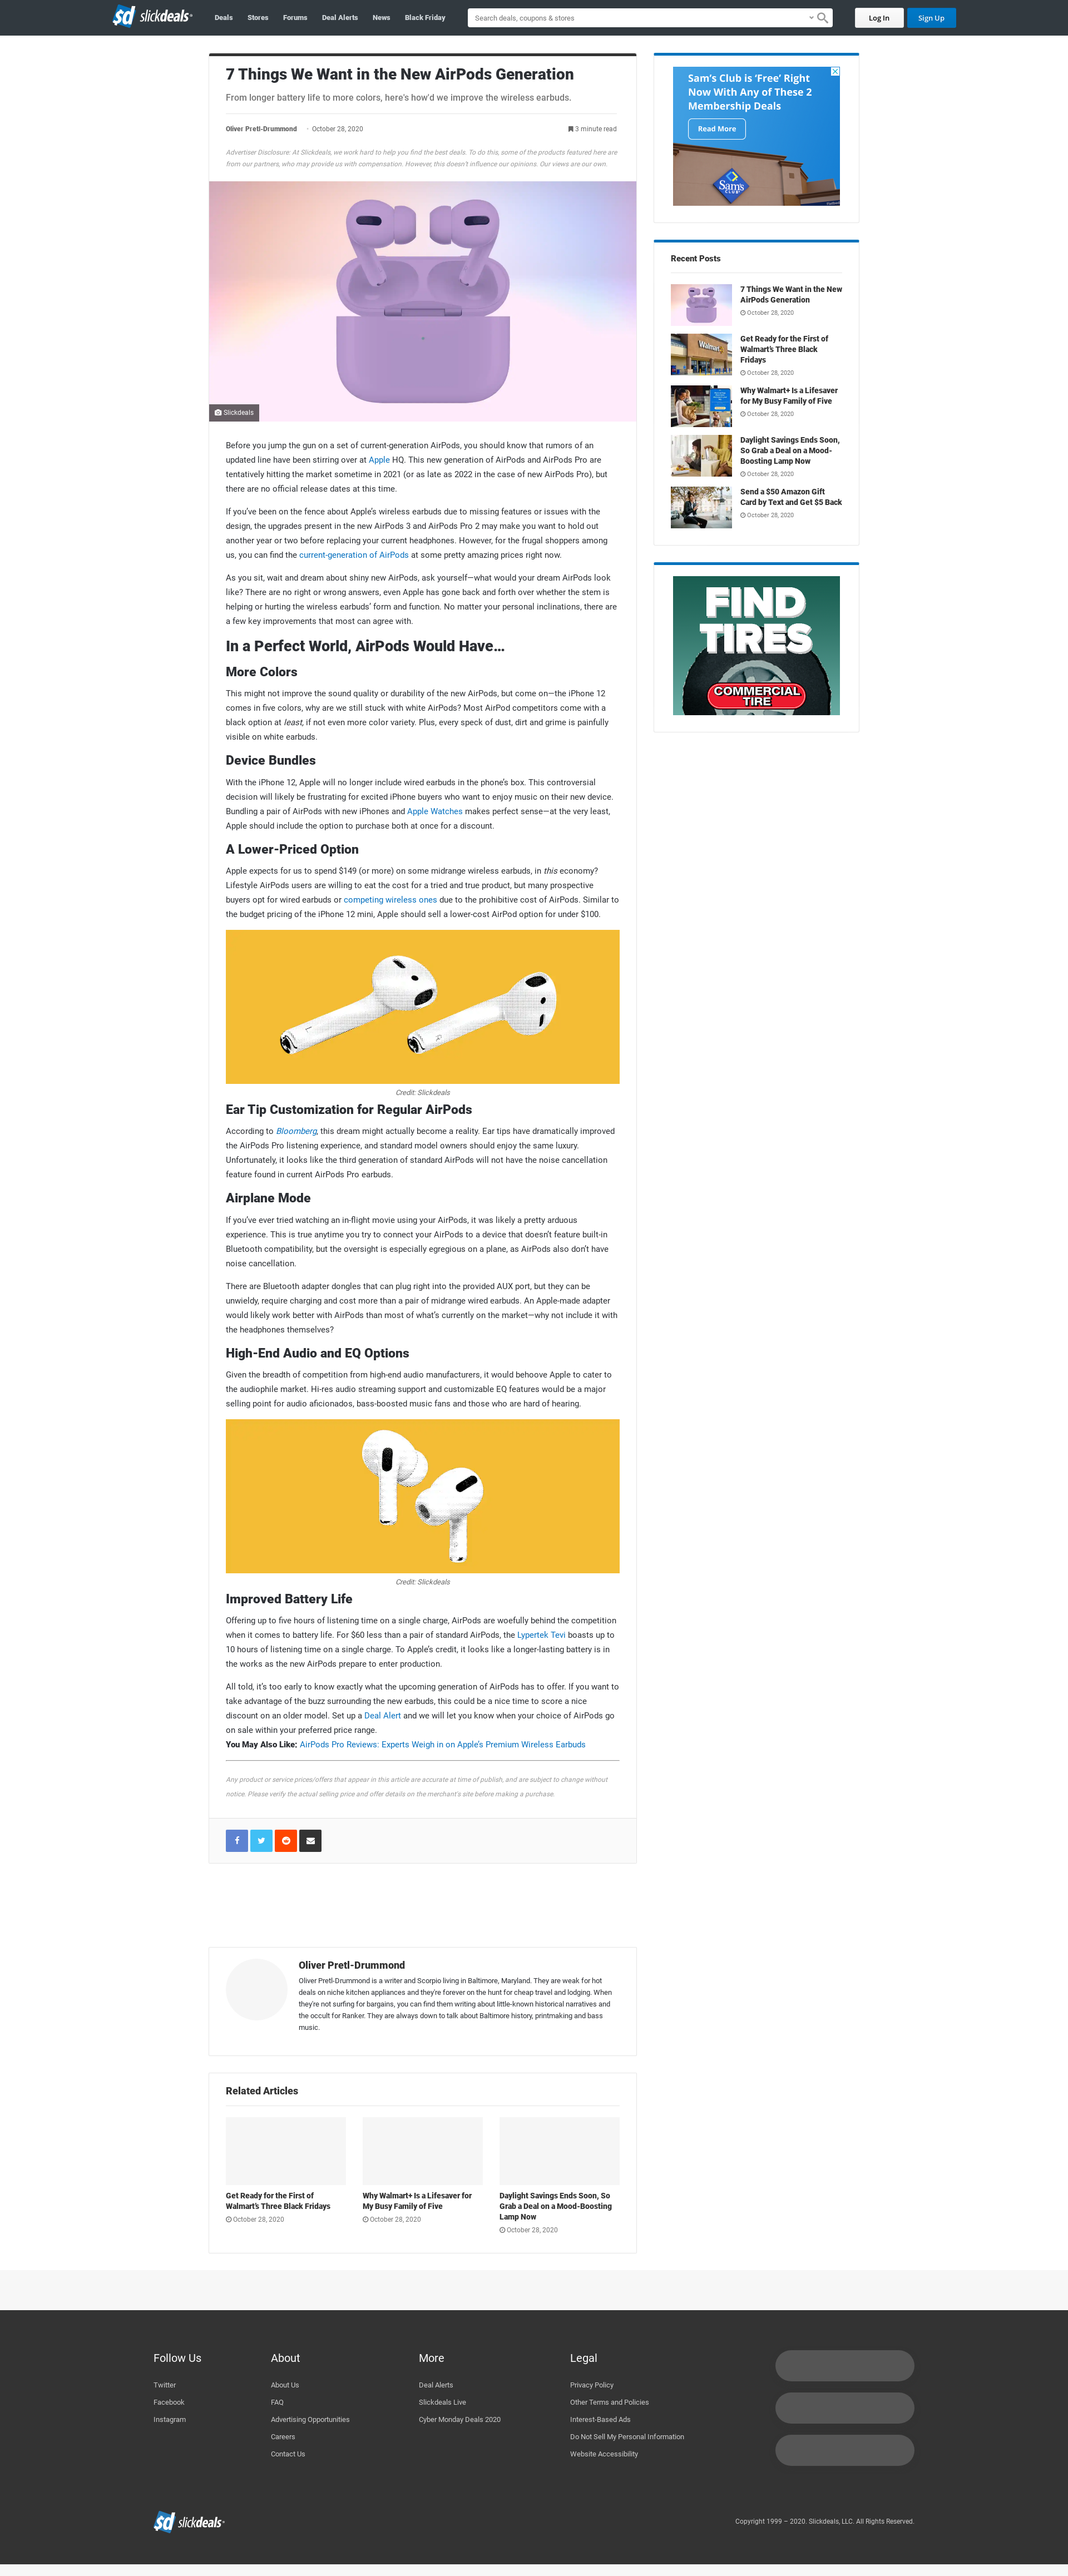 sd slickdeals
Deals
Stores
Forums
Deal Alerts
News
Black Friday
Search deals, coupons & stores
Log In
Sign Up
7 Things We Want in the New AirPods Generation
From longer battery life to more colors, here's how'd we improve the wireless earbuds.
Oliver Pretl-Drummond · October 28, 2020
3 minute read
Advertiser Disclosure: At Slickdeals, we work hard to help you find the best deals. To do this, some of the products featured here are
from our partners, who may provide us with compensation. However, this doesn't influence our opinions. Our views are our own.
Slickdeals
Before you jump the gun on a set of current-generation AirPods, you should know that rumors of an
updated line have been stirring over at Apple HQ. This new generation of AirPods and AirPods Pro are
tentatively hitting the market sometime in 2021 (or as late as 2022 in the case of new AirPods Pro), but
there are no official release dates at this time.
If you've been on the fence about Apple's wireless earbuds due to missing features or issues with the
design, the upgrades present in the new AirPods 3 and AirPods Pro 2 may make you want to hold out
another year or two before replacing your current headphones. However, for the frugal shoppers among
us, you can find the current-generation of AirPods at some pretty amazing prices right now.
As you sit, wait and dream about shiny new AirPods, ask yourself—what would your dream AirPods look
like? There are no right or wrong answers, even Apple has gone back and forth over whether the stem is
helping or hurting the wireless earbuds' form and function. No matter your personal inclinations, there are
a few key improvements that most can agree with.
In a Perfect World, AirPods Would Have…
More Colors
This might not improve the sound quality or durability of the new AirPods, but come on—the iPhone 12
comes in five colors, why are we still stuck with white AirPods? Most AirPod competitors come with a
black option at least, if not even more color variety. Plus, every speck of dust, dirt and grime is painfully
visible on white earbuds.
Device Bundles
With the iPhone 12, Apple will no longer include wired earbuds in the phone's box. This controversial
decision will likely be frustrating for excited iPhone buyers who want to enjoy music on their new device.
Bundling a pair of AirPods with new iPhones and Apple Watches makes perfect sense—at the very least,
Apple should include the option to purchase both at once for a discount.
A Lower-Priced Option
Apple expects for us to spend $149 (or more) on some midrange wireless earbuds, in this economy?
Lifestyle AirPods users are willing to eat the cost for a tried and true product, but many prospective
buyers opt for wired earbuds or competing wireless ones due to the prohibitive cost of AirPods. Similar to
the budget pricing of the iPhone 12 mini, Apple should sell a lower-cost AirPod option for under $100.
Credit: Slickdeals
Ear Tip Customization for Regular AirPods
According to Bloomberg, this dream might actually become a reality. Ear tips have dramatically improved
the AirPods Pro listening experience, and standard model owners should enjoy the same luxury.
Unfortunately, it looks like the third generation of standard AirPods will not have the noise cancellation
feature found in current AirPods Pro earbuds.
Airplane Mode
If you've ever tried watching an in-flight movie using your AirPods, it was likely a pretty arduous
experience. This is true anytime you try to connect your AirPods to a device that doesn't feature built-in
Bluetooth compatibility, but the oversight is especially egregious on a plane, as AirPods also don't have
noise cancellation.
There are Bluetooth adapter dongles that can plug right into the provided AUX port, but they can be
unwieldy, require charging and cost more than a pair of midrange wired earbuds. An Apple-made adapter
would likely work better with AirPods than most of what's currently on the market—why not include it with
the headphones themselves?
High-End Audio and EQ Options
Given the breadth of competition from high-end audio manufacturers, it would behoove Apple to cater to
the audiophile market. Hi-res audio streaming support and customizable EQ features would be a major
selling point for audio aficionados, bass-boosted music fans and those who are hard of hearing.
Credit: Slickdeals
Improved Battery Life
Offering up to five hours of listening time on a single charge, AirPods are woefully behind the competition
when it comes to battery life. For $60 less than a pair of standard AirPods, the Lypertek Tevi boasts up to
10 hours of listening time on a single charge. To Apple's credit, it looks like a longer-lasting battery is in
the works as the new AirPods prepare to enter production.
All told, it's too early to know exactly what the upcoming generation of AirPods has to offer. If you want to
take advantage of the buzz surrounding the new earbuds, this could be a nice time to score a nice
discount on an older model. Set up a Deal Alert and we will let you know when your choice of AirPods go
on sale within your preferred price range.
You May Also Like: AirPods Pro Reviews: Experts Weigh in on Apple's Premium Wireless Earbuds
Any product or service prices/offers that appear in this article are accurate at time of publish, and are subject to change without
notice. Please verify the actual selling price and offer details on the merchant's site before making a purchase.
Oliver Pretl-Drummond
Oliver Pretl-Drummond is a writer and Scorpio living in Baltimore, Maryland. They are weak for hot
deals on niche kitchen appliances and they're forever on the hunt for cheap travel and lodging. When
they're not surfing for bargains, you can find them writing about little-known historical narratives and
the occult for Ranker. They are always down to talk about Baltimore history, printmaking and bass
music.
Related Articles
Get Ready for the First of
Walmart's Three Black Fridays
October 28, 2020
Why Walmart+ Is a Lifesaver for
My Busy Family of Five
October 28, 2020
Daylight Savings Ends Soon, So
Grab a Deal on a Mood-Boosting
Lamp Now
October 28, 2020
Sam's Club is 'Free' Right
Now With Any of These 2
Membership Deals
Read More
Sam's
CLUB
Recent Posts
7 Things We Want in the New
AirPods Generation
October 28, 2020
Walmart
Get Ready for the First of
Walmart's Three Black
Fridays
October 28, 2020
Why Walmart+ Is a Lifesaver
for My Busy Family of Five
October 28, 2020
Daylight Savings Ends Soon,
So Grab a Deal on a Mood-
Boosting Lamp Now
October 28, 2020
Send a $50 Amazon Gift
Card by Text and Get $5 Back
October 28, 2020
FIND
TIRES
COMMERCIAL
TIRE
Follow Us
Twitter
Facebook
Instagram
About
About Us
FAQ
Advertising Opportunities
Careers
Contact Us
More
Deal Alerts
Slickdeals Live
Cyber Monday Deals 2020
Legal
Privacy Policy
Other Terms and Policies
Interest-Based Ads
Do Not Sell My Personal Information
Website Accessibility
sd slickdeals
Copyright 1999 – 2020. Slickdeals, LLC. All Rights Reserved.